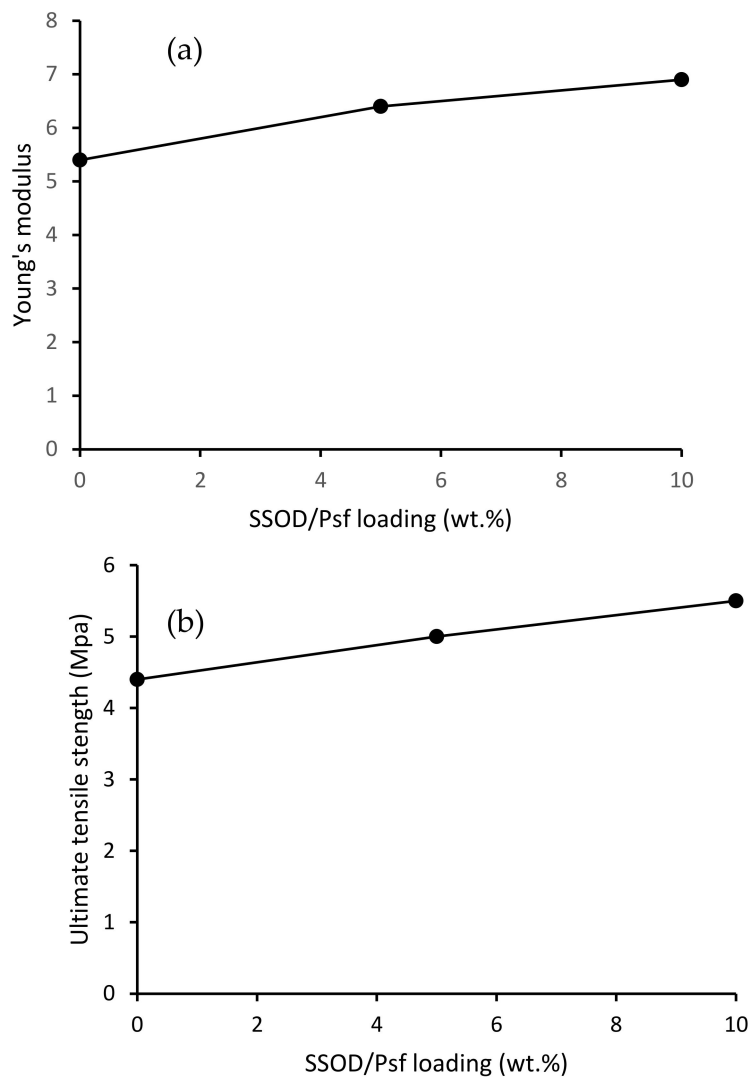 (a)
8
7
6
5
4
3
2
1
0
Young's modulus
0 2 4 6 8 10
SSOD/Psf loading (wt.%)
(b)
6
5
4
3
2
1
0
Ultimate tensile stength (Mpa)
0 2 4 6 8 10
SSOD/Psf loading (wt.%)